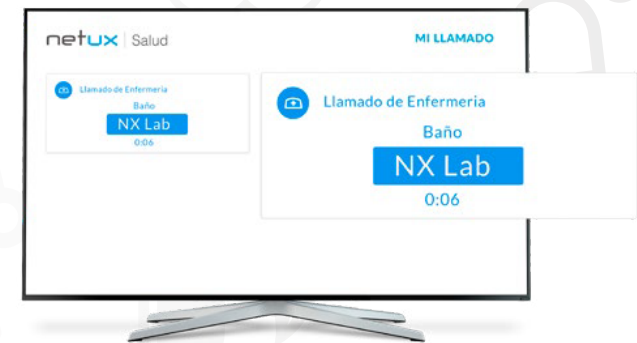 netux | Salud
MI LLAMADO
Llamado de Enfermeria
Baño
NX Lab
0:06
Llamado de Enfermeria
Baño
NX Lab
0:06